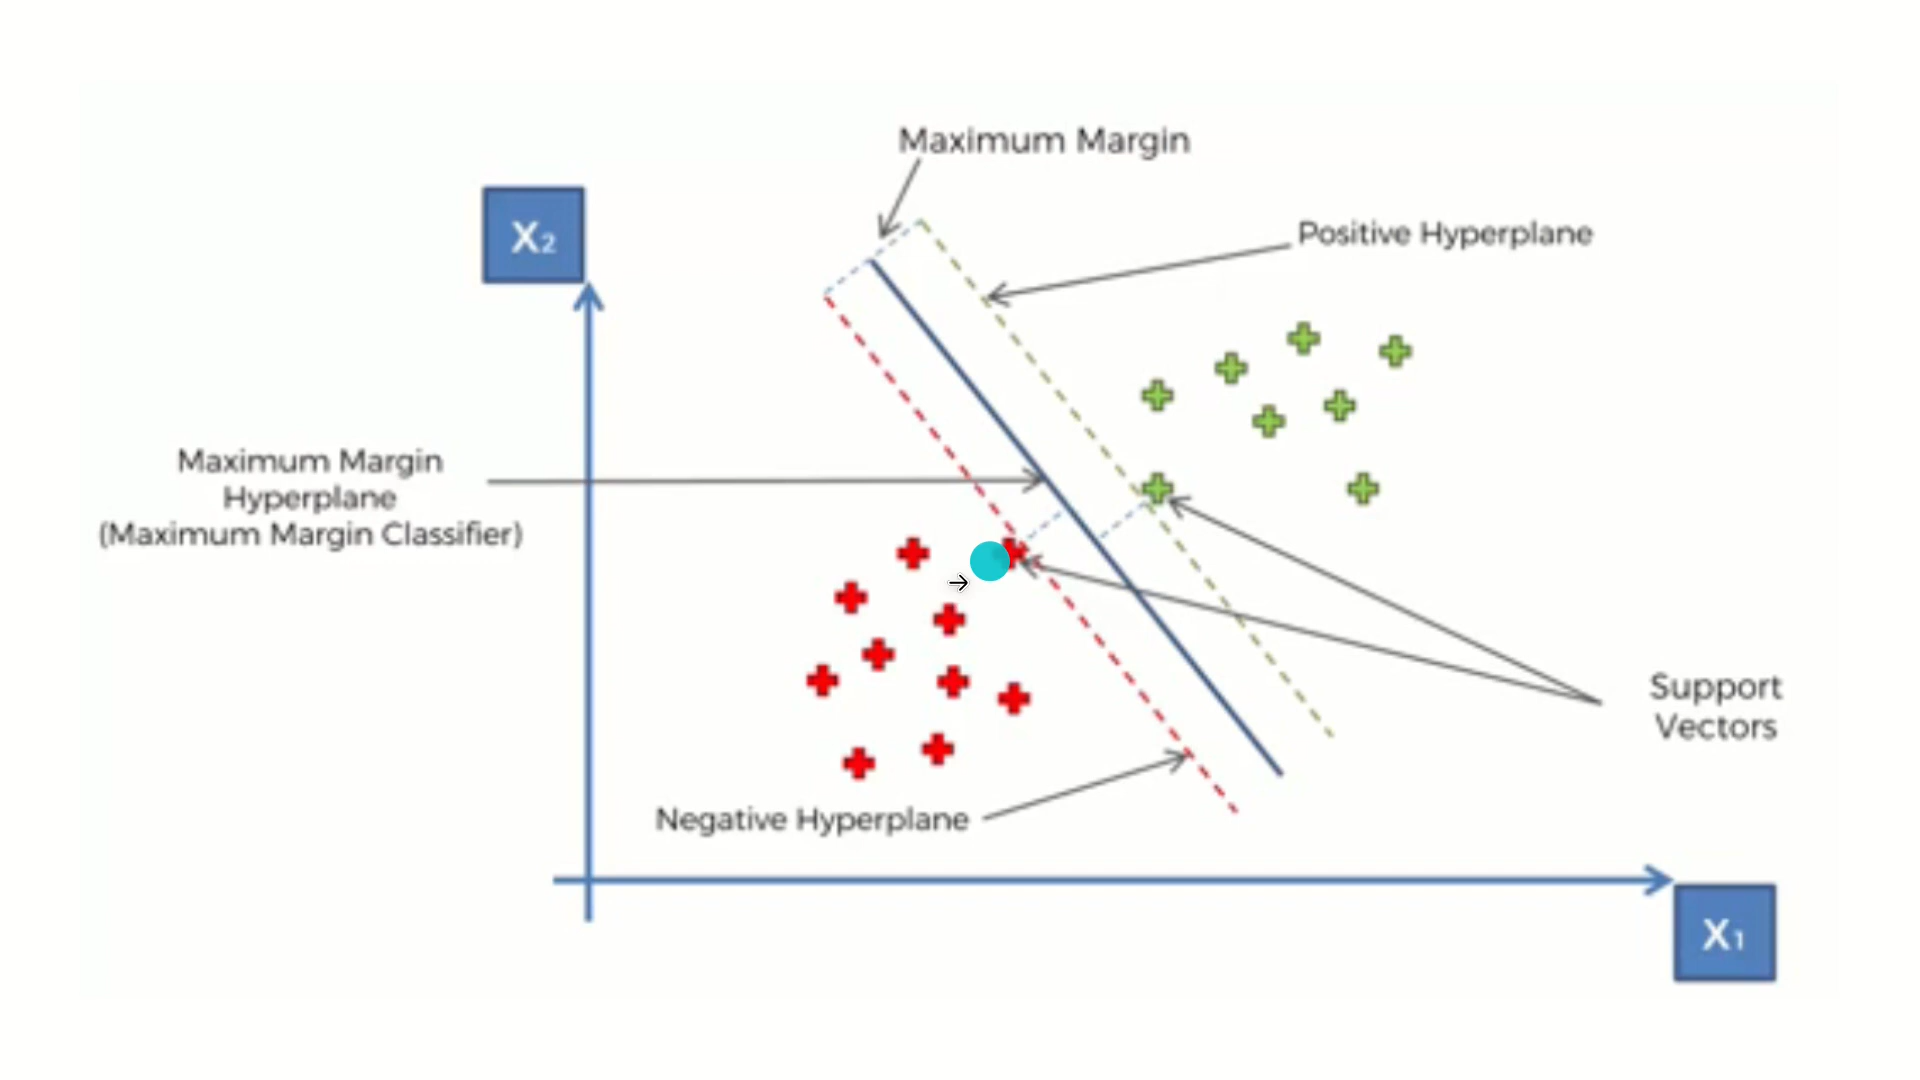 Maximum Margin
X2
Positive Hyperplane
Maximum Margin
Hyperplane
(Maximum Margin Classifier)
Support
Vectors
Negative Hyperplane
X1